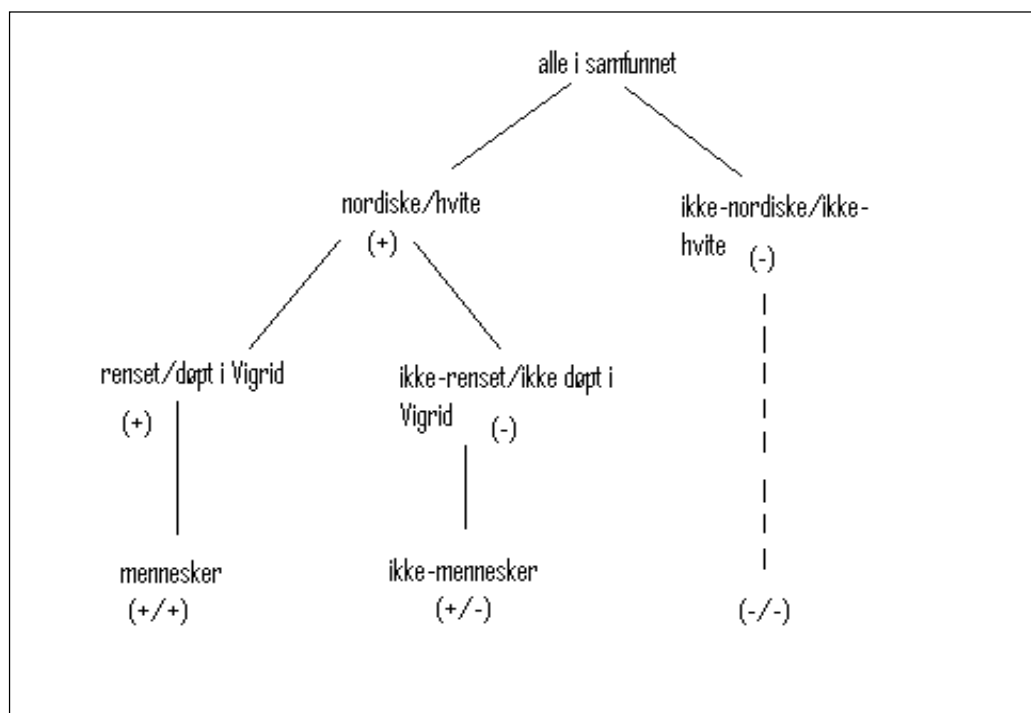 alle i samfunnet
nordiske/hvite
(+)
ikke-nordiske/ikke-
hvite
(-)
renset/døpt i Vigrid
(+)
ikke-renset/ikke døpt i
Vigrid
(-)
mennesker
(+/+)
ikke-mennesker
(+/-)
(-/-)